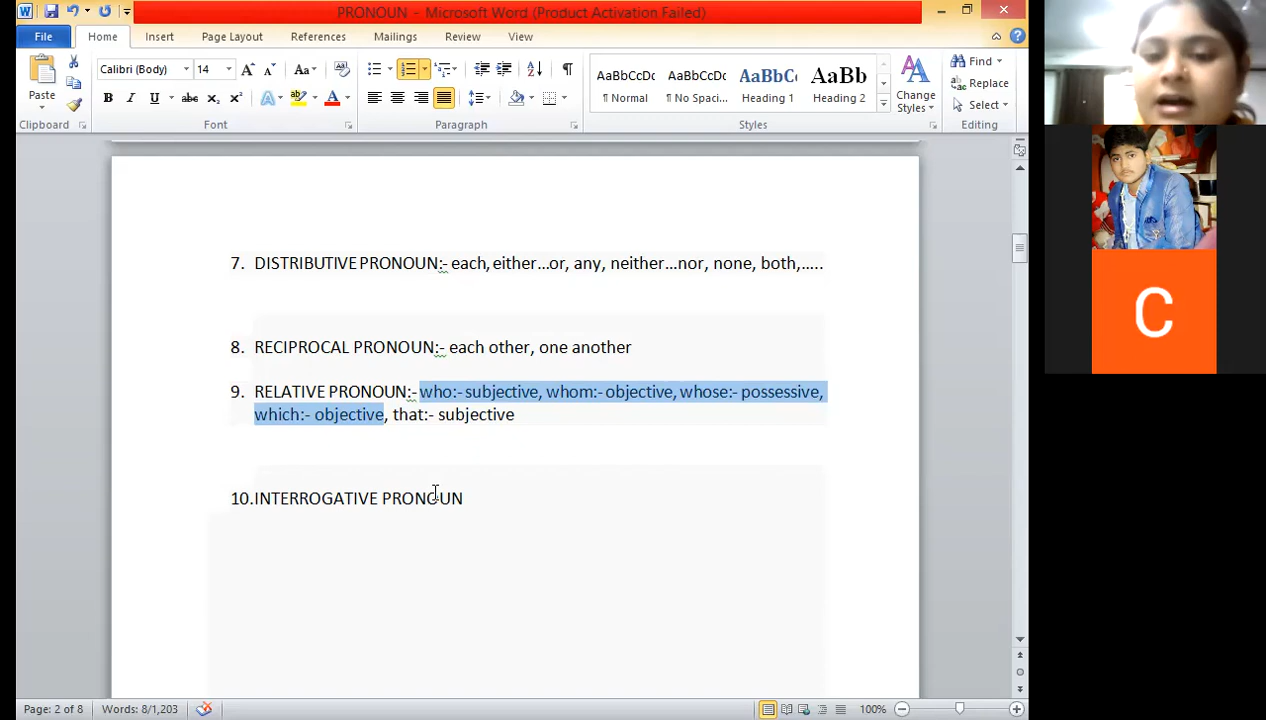 PRONOUN - Microsoft Word (Product Activation Failed)
File Home Insert Page Layout References Mailings Review View
Calibri (Body) 14
Paste
B I U abc
AaBbCcDc AaBbCcDc AaBbCc AaBb
Normal No Spaci... Heading 1 Heading 2
Change Styles
Find
Replace
Select
Clipboard Font Paragraph Styles Editing
7. DISTRIBUTIVE PRONOUN:- each, either...or, any, neither...nor, none, both,.....
8. RECIPROCAL PRONOUN:- each other, one another
9. RELATIVE PRONOUN:- who:- subjective, whom:- objective, whose:- possessive,
which:- objective, that:- subjective
10.INTERROGATIVE PRONOUN
C
Page: 2 of 8 Words: 8/1,203 100%